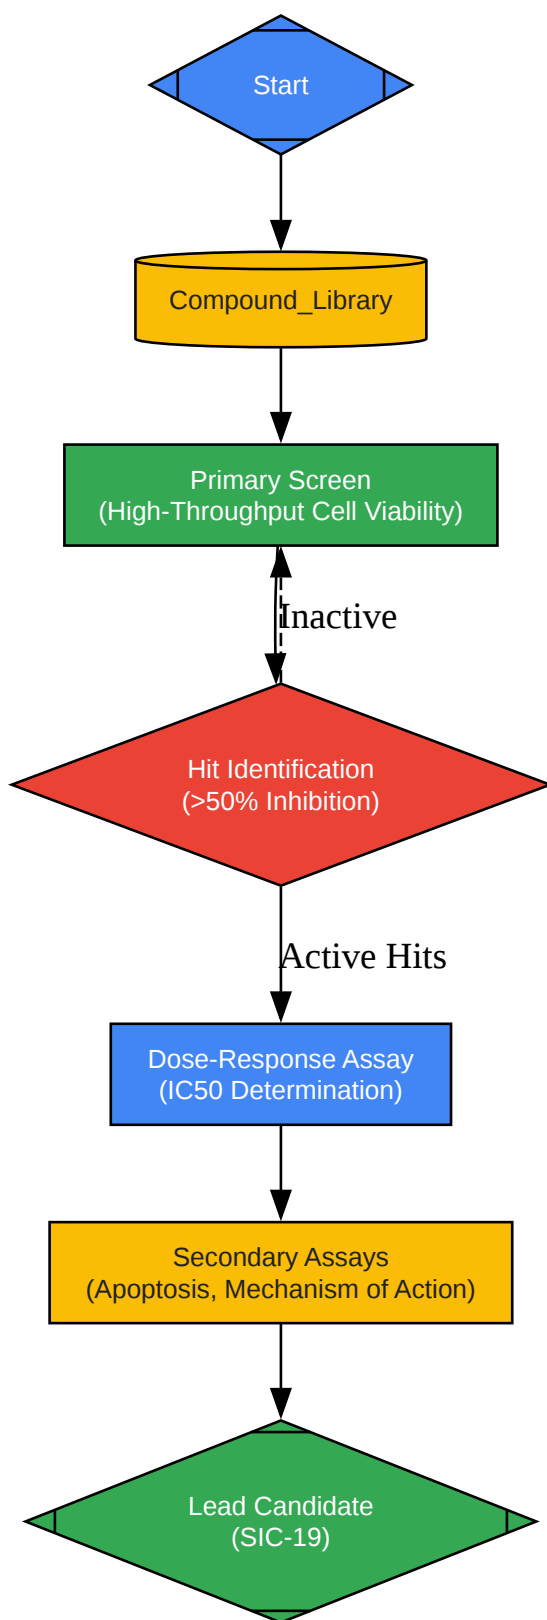 Start
Compound_Library
Primary Screen
(High-Throughput Cell Viability)
Inactive
Hit Identification
(>50% Inhibition)
Active Hits
Dose-Response Assay
(IC50 Determination)
Secondary Assays
(Apoptosis, Mechanism of Action)
Lead Candidate
(SIC-19)